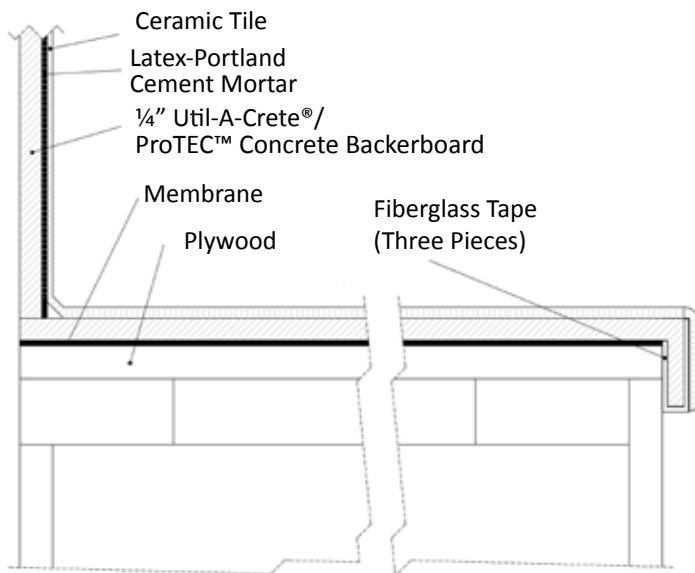 Ceramic Tile
Latex-Portland
Cement Mortar
¼” Util-A-Crete®/
ProTEC™ Concrete Backerboard
Membrane
Plywood
Fiberglass Tape
(Three Pieces)